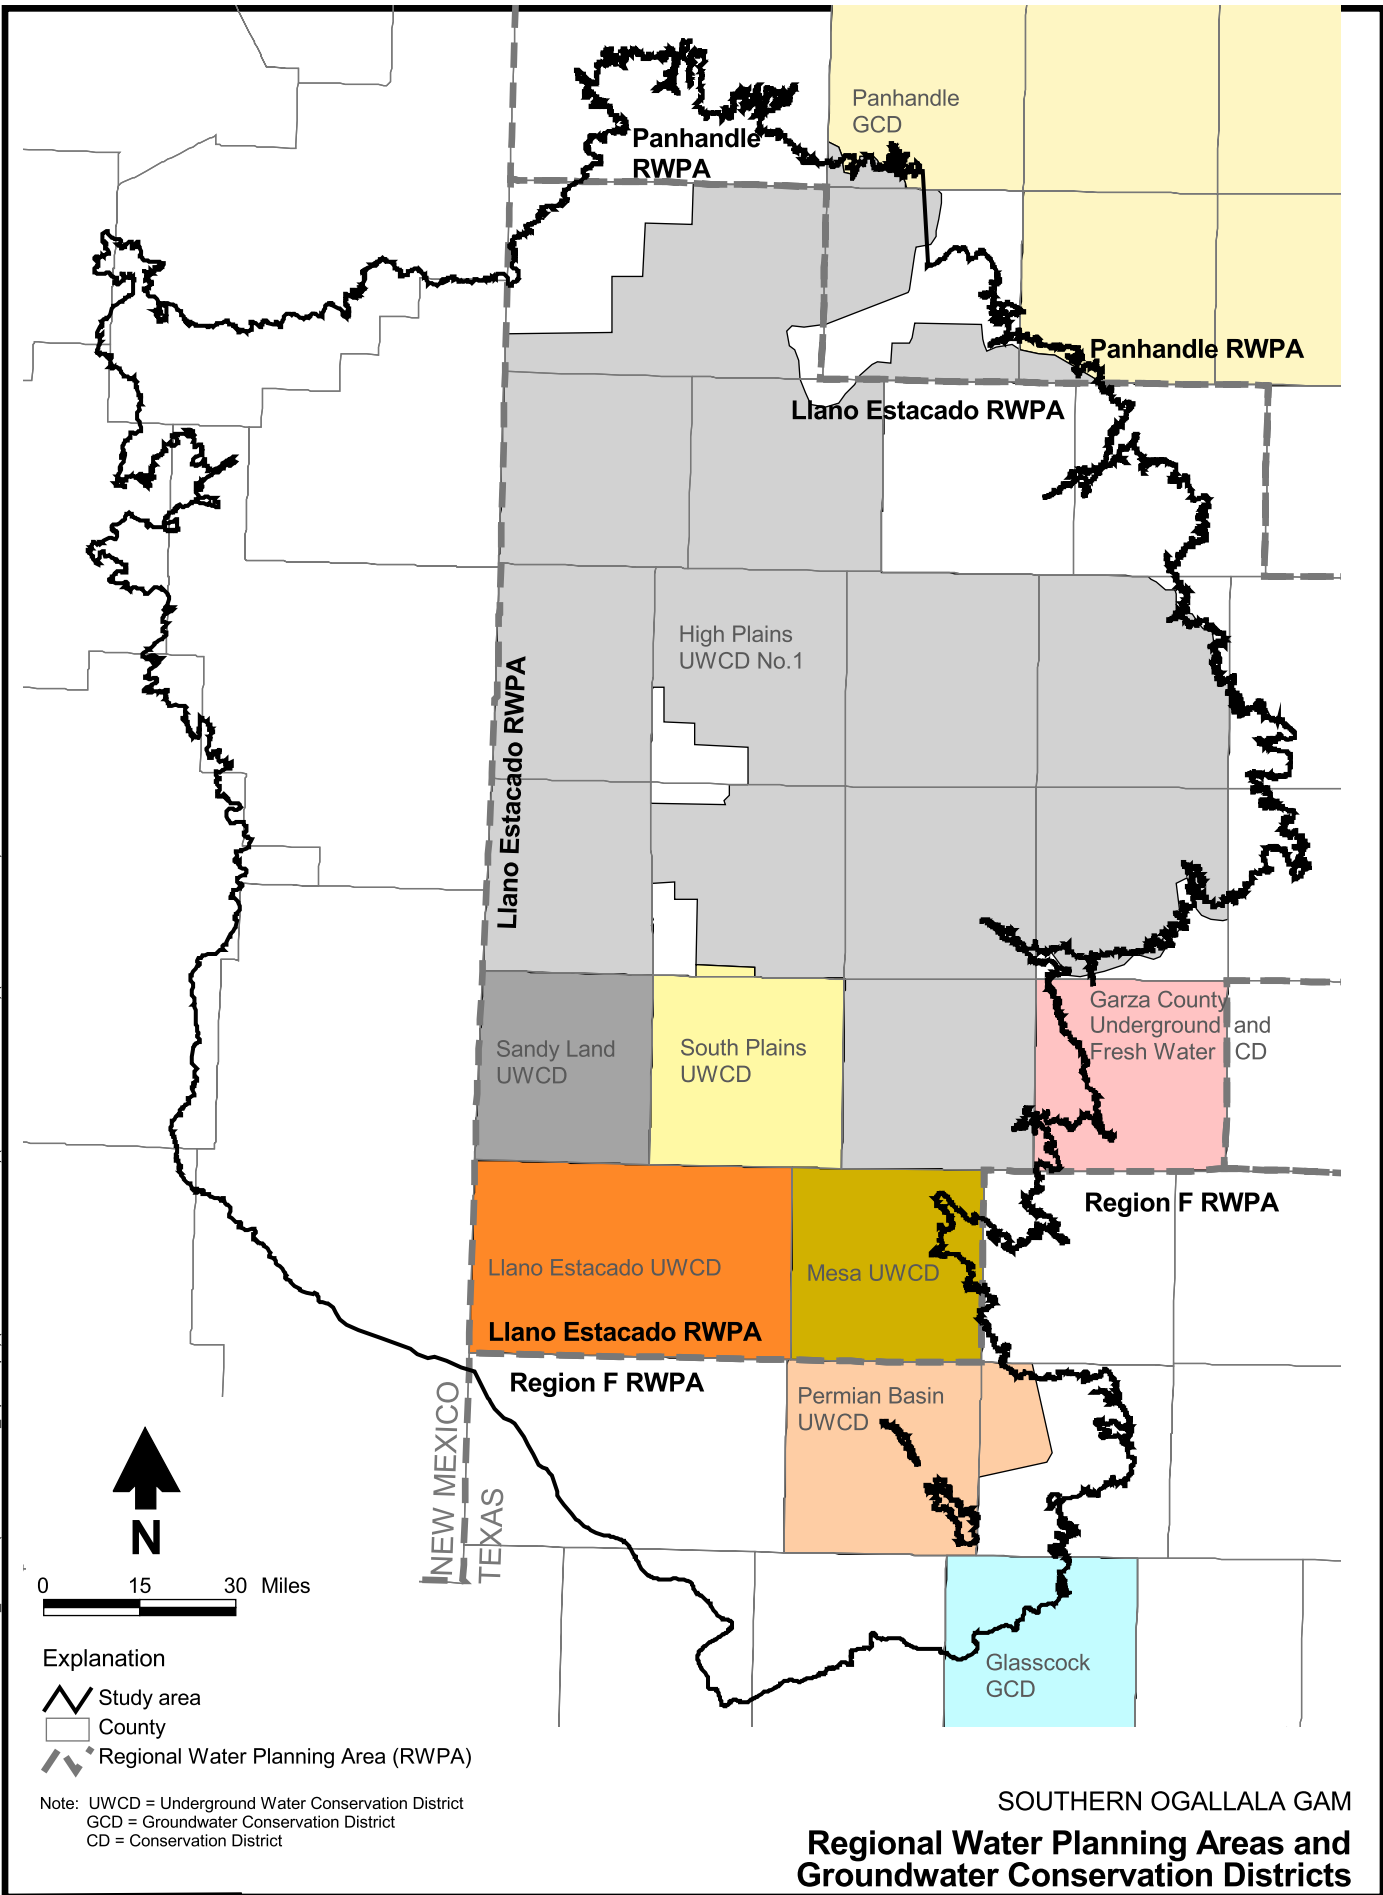 Panhandle
GCD
Panhandle
RWPA
Panhandle RWPA
Llano Estacado RWPA
High Plains
UWCD No.1
Llano Estacado RWPA
Garza County
Underground and
Fresh Water CD
Sandy Land
UWCD
South Plains
UWCD
Region F RWPA
Llano Estacado UWCD
Mesa UWCD
Llano Estacado RWPA
Region F RWPA
Permian Basin
UWCD
NEW MEXICO
TEXAS
N
0 15 30 Miles
Glasscock
GCD
Explanation
Study area
County
Regional Water Planning Area (RWPA)
Note: UWCD = Underground Water Conservation District
GCD = Groundwater Conservation District
CD = Conservation District
SOUTHERN OGALLALA GAM
Regional Water Planning Areas and
Groundwater Conservation Districts